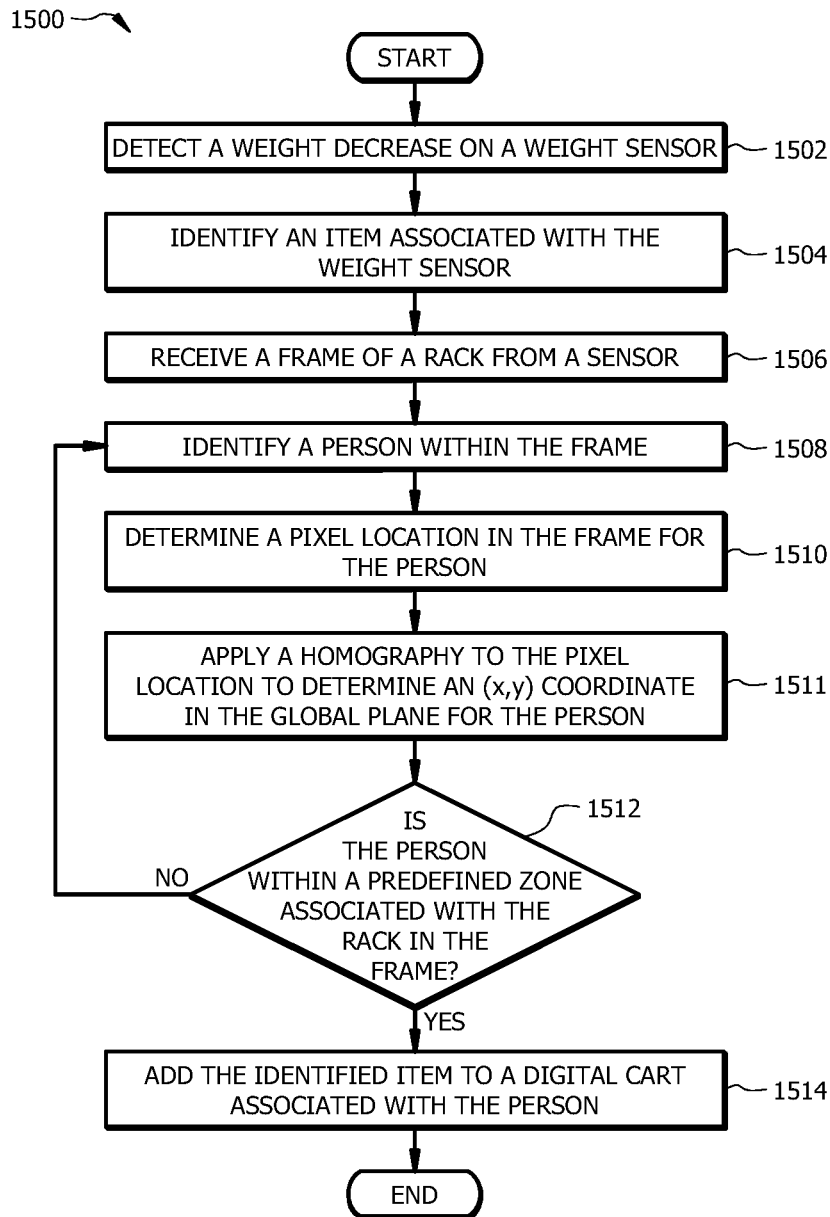 1500
START
DETECT A WEIGHT DECREASE ON A WEIGHT SENSOR
1502
IDENTIFY AN ITEM ASSOCIATED WITH THE
WEIGHT SENSOR
1504
RECEIVE A FRAME OF A RACK FROM A SENSOR
1506
IDENTIFY A PERSON WITHIN THE FRAME
1508
DETERMINE A PIXEL LOCATION IN THE FRAME FOR
THE PERSON
1510
APPLY A HOMOGRAPHY TO THE PIXEL
LOCATION TO DETERMINE AN (x,y) COORDINATE
IN THE GLOBAL PLANE FOR THE PERSON
1511
IS
THE PERSON
WITHIN A PREDEFINED ZONE
ASSOCIATED WITH THE
RACK IN THE
FRAME?
1512
NO
YES
ADD THE IDENTIFIED ITEM TO A DIGITAL CART
ASSOCIATED WITH THE PERSON
1514
END